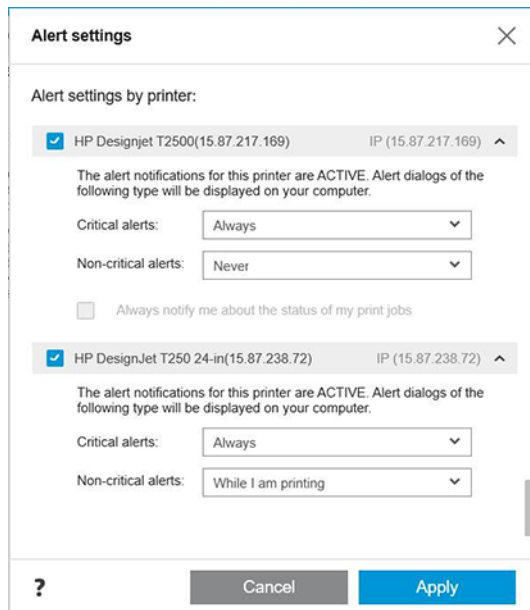 Alert settings
Alert settings by printer:
HP Designjet T2500(15.87.217.169) IP (15.87.217.169)
The alert notifications for this printer are ACTIVE. Alert dialogs of the
following type will be displayed on your computer.
Critical alerts: Always
Non-critical alerts: Never
Always notify me about the status of my print jobs
HP DesignJet T250 24-in(15.87.238.72) IP (15.87.238.72)
The alert notifications for this printer are ACTIVE. Alert dialogs of the
following type will be displayed on your computer.
Critical alerts: Always
Non-critical alerts: While I am printing
? Cancel Apply